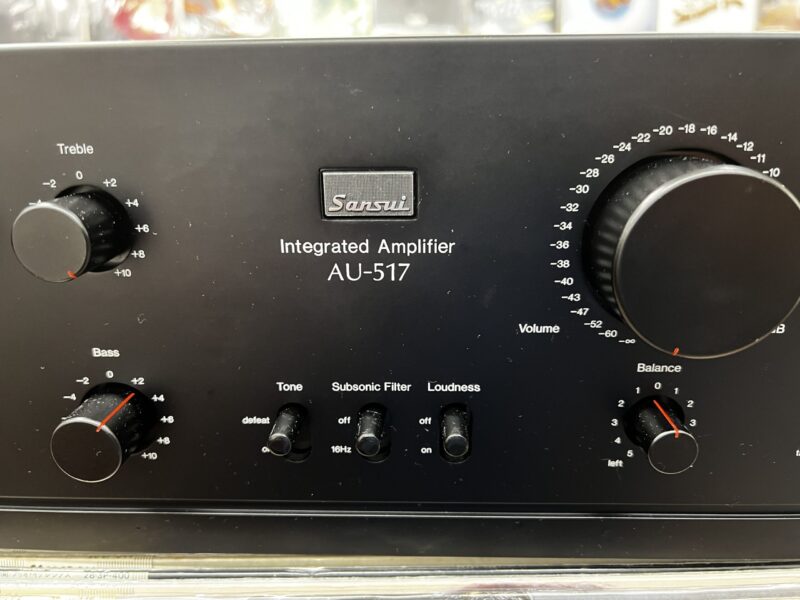 Treble
-2 0 +2
+4
+6
+8
+10
Sansui
Integrated Amplifier
AU-517
-∞ -60 -52 -47 -43 -40 -38 -36 -34 -32 -30 -28 -26 -24 -22 -20 -18 -16 -14 -12 -11 -10
Volume
Bass
-4 -2 0 +2 +4
+6
+8
+10
Tone
defeat
Subsonic Filter
off
16Hz
Loudness
off
on
Balance
5 4 3 2 1 0 1 2 3
left